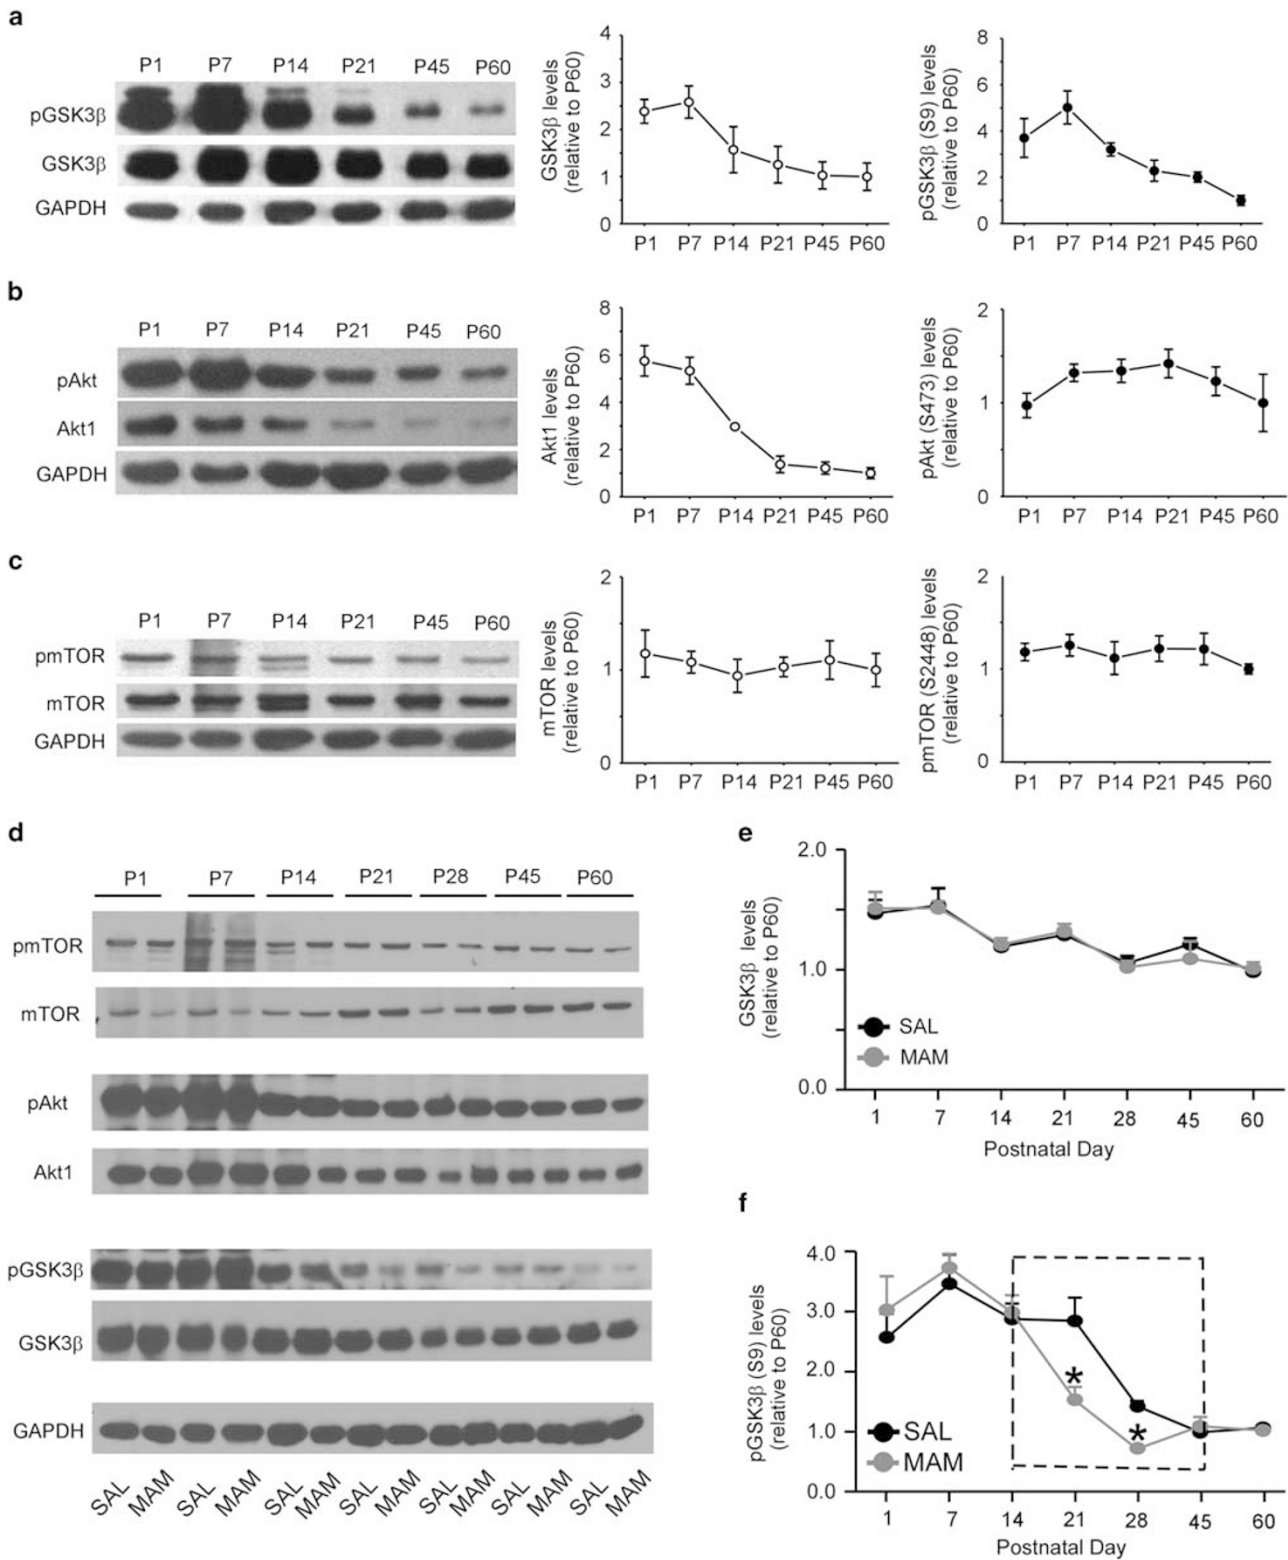 a
P1 P7 P14 P21 P45 P60
pGSK3β
GSK3β
GAPDH
GSK3β levels
(relative to P60)
4
3
2
1
0
P1 P7 P14 P21 P45 P60
pGSK3β (S9) levels
(relative to P60)
8
6
4
2
0
P1 P7 P14 P21 P45 P60
b
P1 P7 P14 P21 P45 P60
pAkt
Akt1
GAPDH
Akt1 levels
(relative to P60)
8
6
4
2
0
P1 P7 P14 P21 P45 P60
pAkt (S473) levels
(relative to P60)
2
1
0
P1 P7 P14 P21 P45 P60
c
P1 P7 P14 P21 P45 P60
pmTOR
mTOR
GAPDH
mTOR levels
(relative to P60)
2
1
0
P1 P7 P14 P21 P45 P60
pmTOR (S2448) levels
(relative to P60)
2
1
0
P1 P7 P14 P21 P45 P60
d
P1 P7 P14 P21 P28 P45 P60
pmTOR
mTOR
pAkt
Akt1
pGSK3β
GSK3β
GAPDH
SAL MAM SAL MAM SAL MAM SAL MAM SAL MAM SAL MAM SAL MAM
e
GSK3β levels
(relative to P60)
2.0
1.0
0.0
SAL
MAM
1 7 14 21 28 45 60
Postnatal Day
f
pGSK3β (S9) levels
(relative to P60)
4.0
3.0
2.0
1.0
0.0
*
*
SAL
MAM
1 7 14 21 28 45 60
Postnatal Day